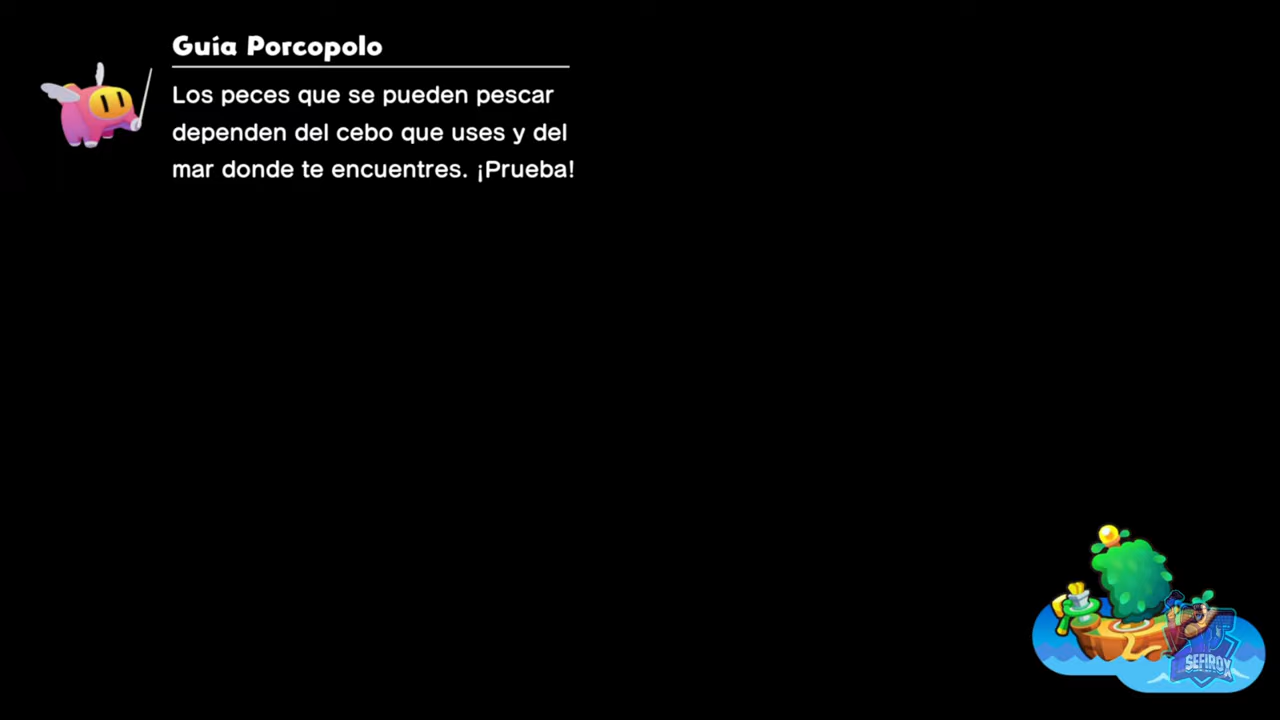 Guía Porcopolo
Los peces que se pueden pescar
dependen del cebo que uses y del
mar donde te encuentres. ¡Prueba!
SEFIROX